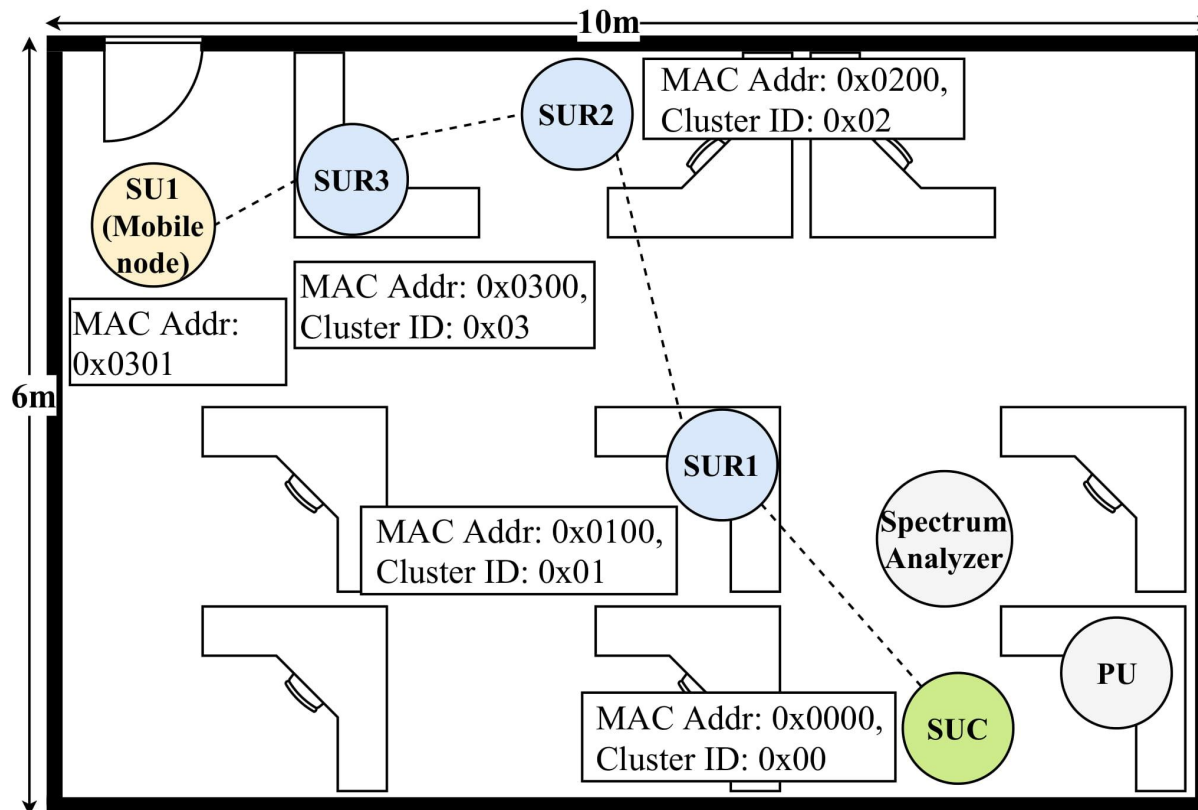 10m
MAC Addr: 0x0200,
Cluster ID: 0x02
SUR2
SUR3
SU1
(Mobile
node)
MAC Addr: 0x0300,
Cluster ID: 0x03
MAC Addr:
0x0301
6m
SUR1
MAC Addr: 0x0100,
Cluster ID: 0x01
Spectrum
Analyzer
PU
MAC Addr: 0x0000,
Cluster ID: 0x00
SUC